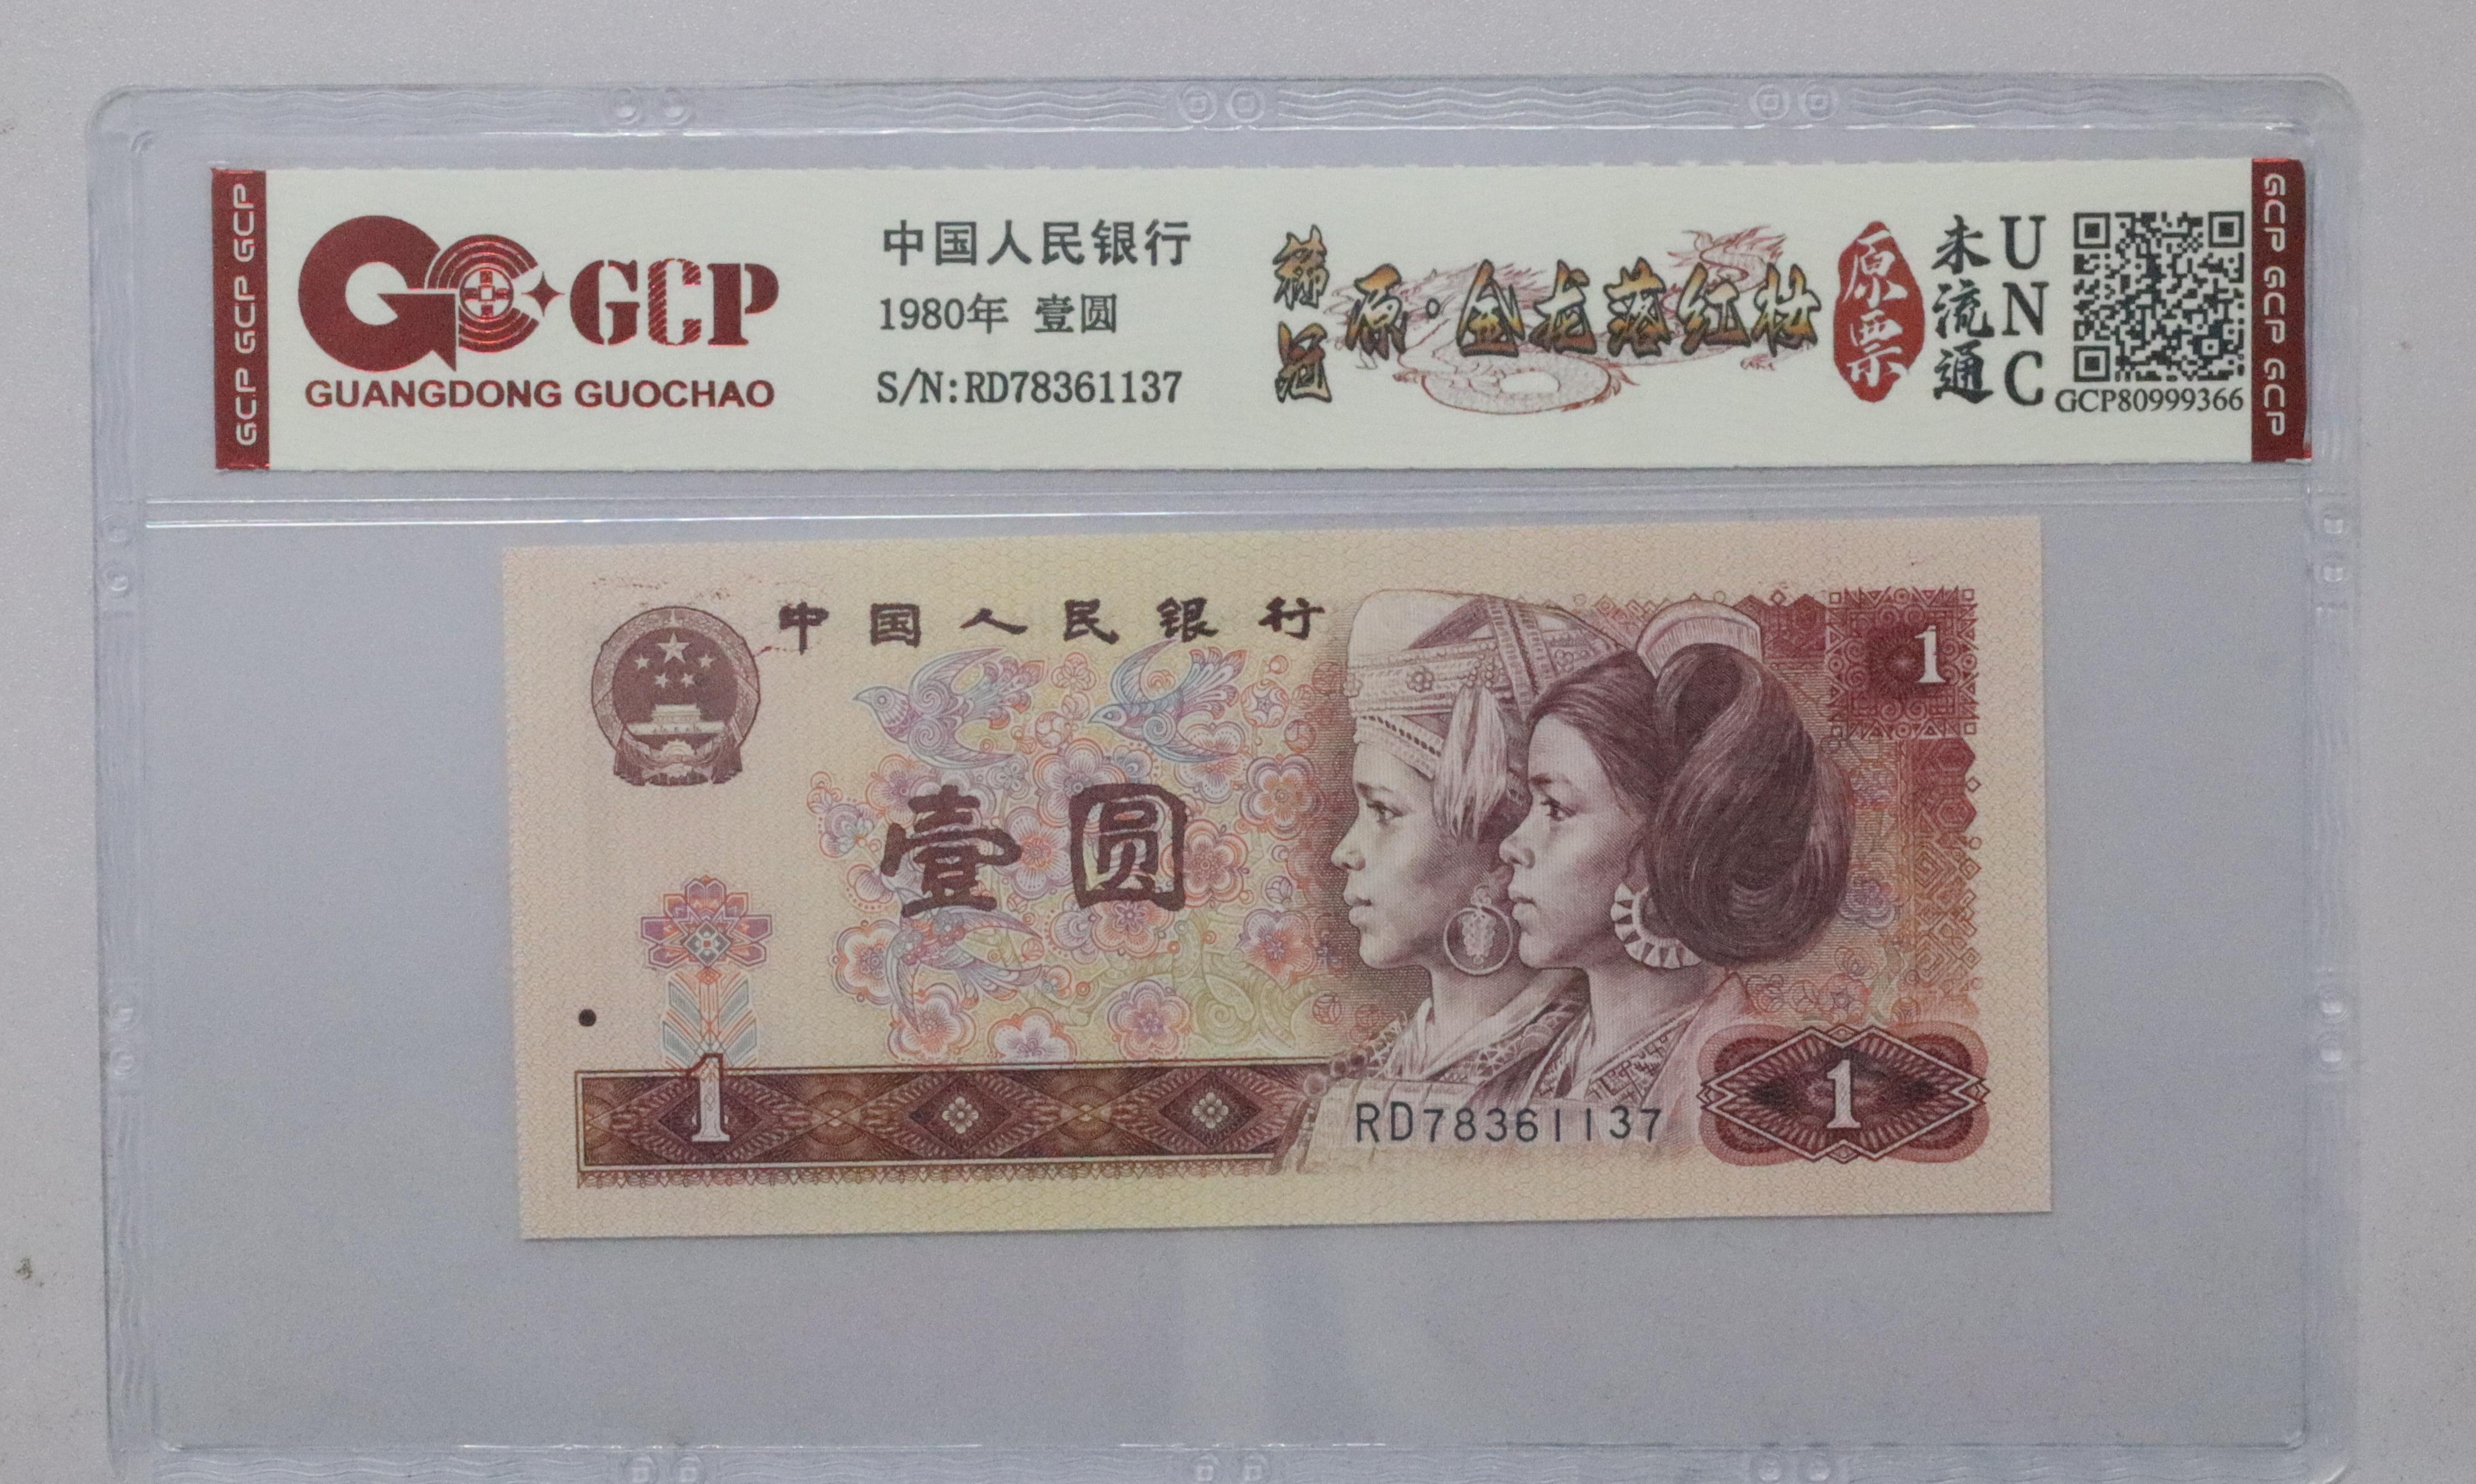 GCP GCP GCP
GCP
GUANGDONG GUOCHAO
中国人民银行
1980年 壹圆
S/N:RD78361137
稀冠
原·金龙落红妆
原票
未流通
UNC
GCP80999366
GCP GCP GCP
中国人民银行
1
壹圆
1
RD78361137
1